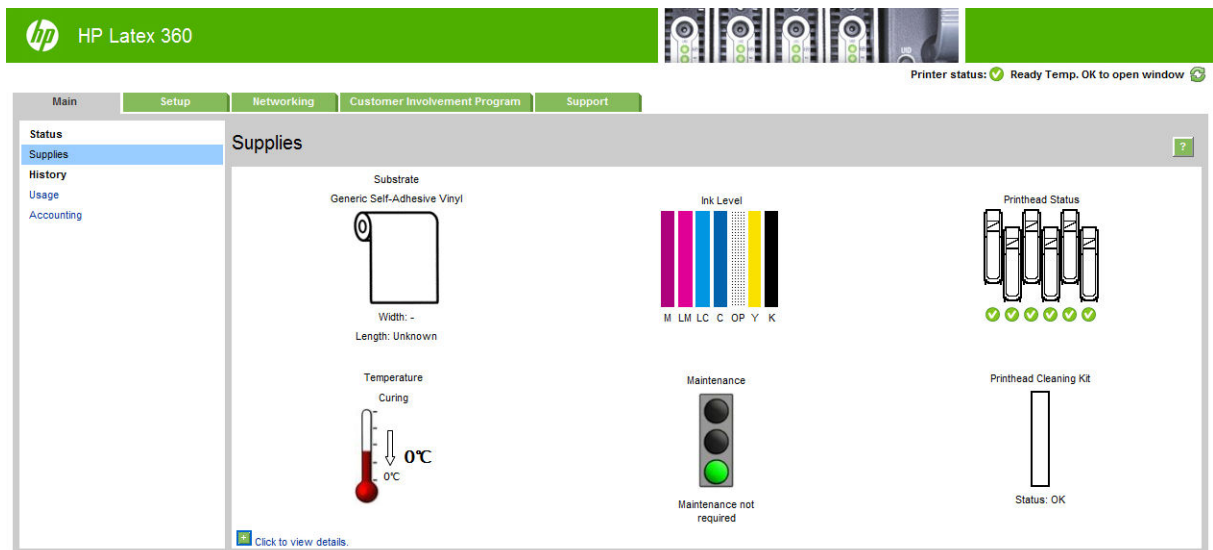 hp HP Latex 360
UID
Printer status: Ready Temp. OK to open window
Main Setup Networking Customer Involvement Program Support
Status
Supplies
History
Usage
Accounting
Supplies
?
Substrate
Generic Self-Adhesive Vinyl
Width: -
Length: Unknown
Ink Level
M LM LC C OP Y K
Printhead Status
Temperature
Curing
0℃
0℃
Maintenance
Maintenance not
required
Printhead Cleaning Kit
Status: OK
+ Click to view details.